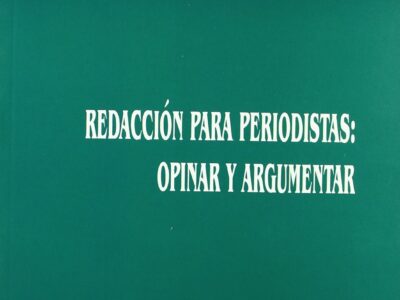 REDACCIÓN PARA PERIODISTAS:
OPINAR Y ARGUMENTAR